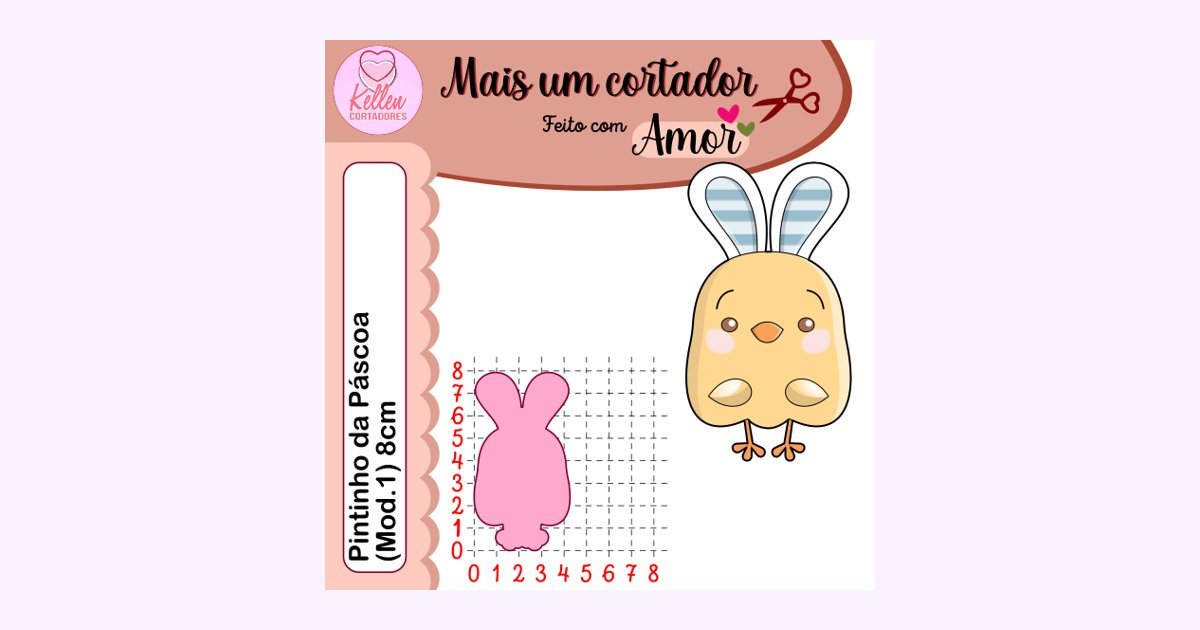 Kellen
CORTADORES
Mais um cortador
Feito com Amor
Pintinho da Páscoa
(Mod.1) 8cm
8
7
6
5
4
3
2
1
0
0 1 2 3 4 5 6 7 8